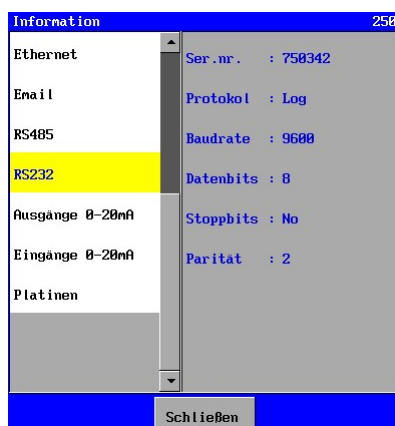 Information 250
Ethernet
Email
RS485
RS232
Ausgänge 0-20mA
Eingänge 0-20mA
Platinen
Ser.nr. : 750342
Protokol : Log
Baudrate : 9600
Datenbits : 8
Stoppbits : No
Parität : 2
Schließen